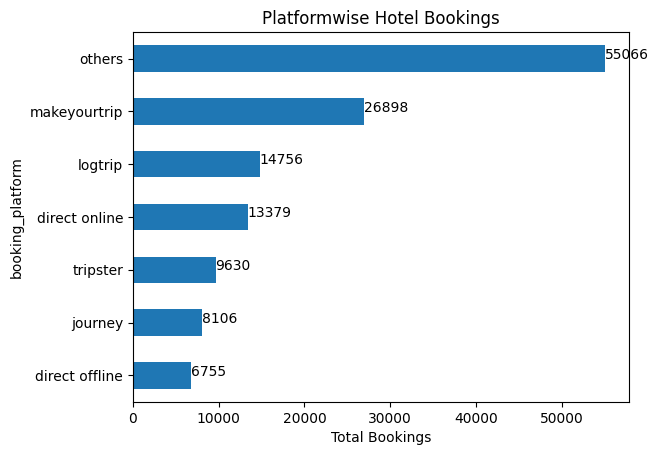 Platformwise Hotel Bookings
booking_platform
others 55066
makeyourtrip 26898
logtrip 14756
direct online 13379
tripster 9630
journey 8106
direct offline 6755
0 10000 20000 30000 40000 50000
Total Bookings